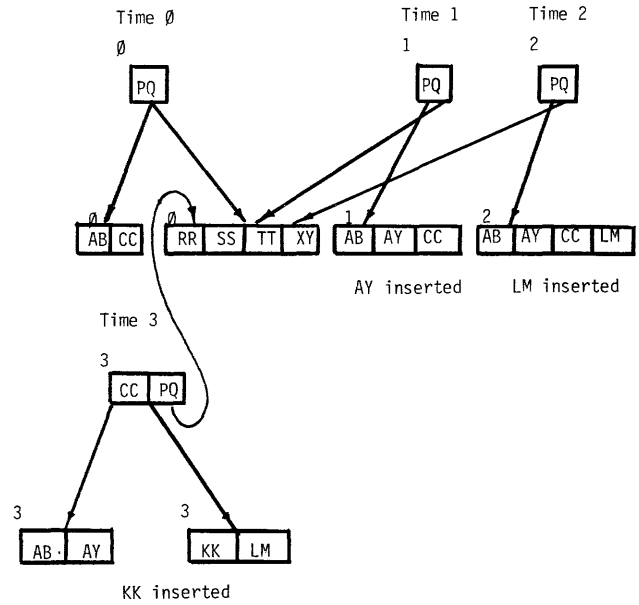 Time Ø
Time 1
Time 2
Ø
1
2
PQ
PQ
PQ
Ø
Ø
1
2
AB CC
RR SS TT XY
AB AY CC
AB AY CC LM
AY inserted
LM inserted
Time 3
3
CC PQ
3
3
AB AY
KK LM
KK inserted